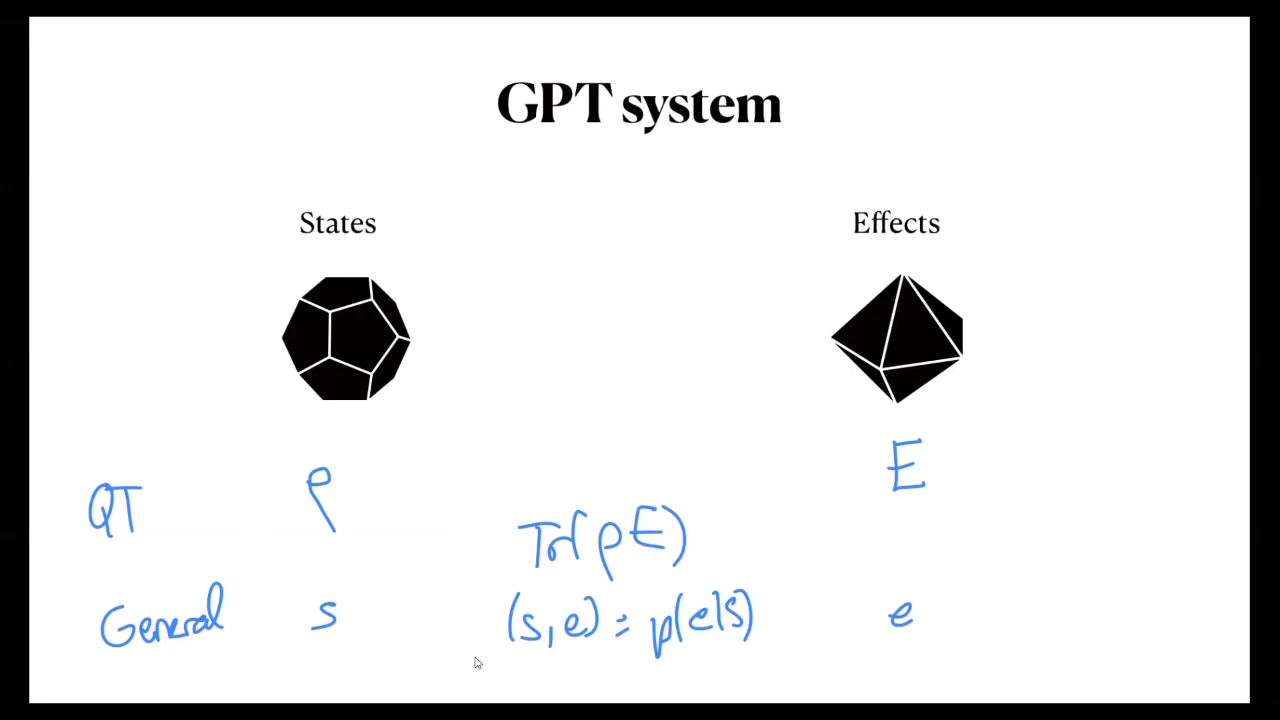 GPT system
States Effects
E
QT ρ
Tr(ρE)
General s (s,e) = p(e|s) e